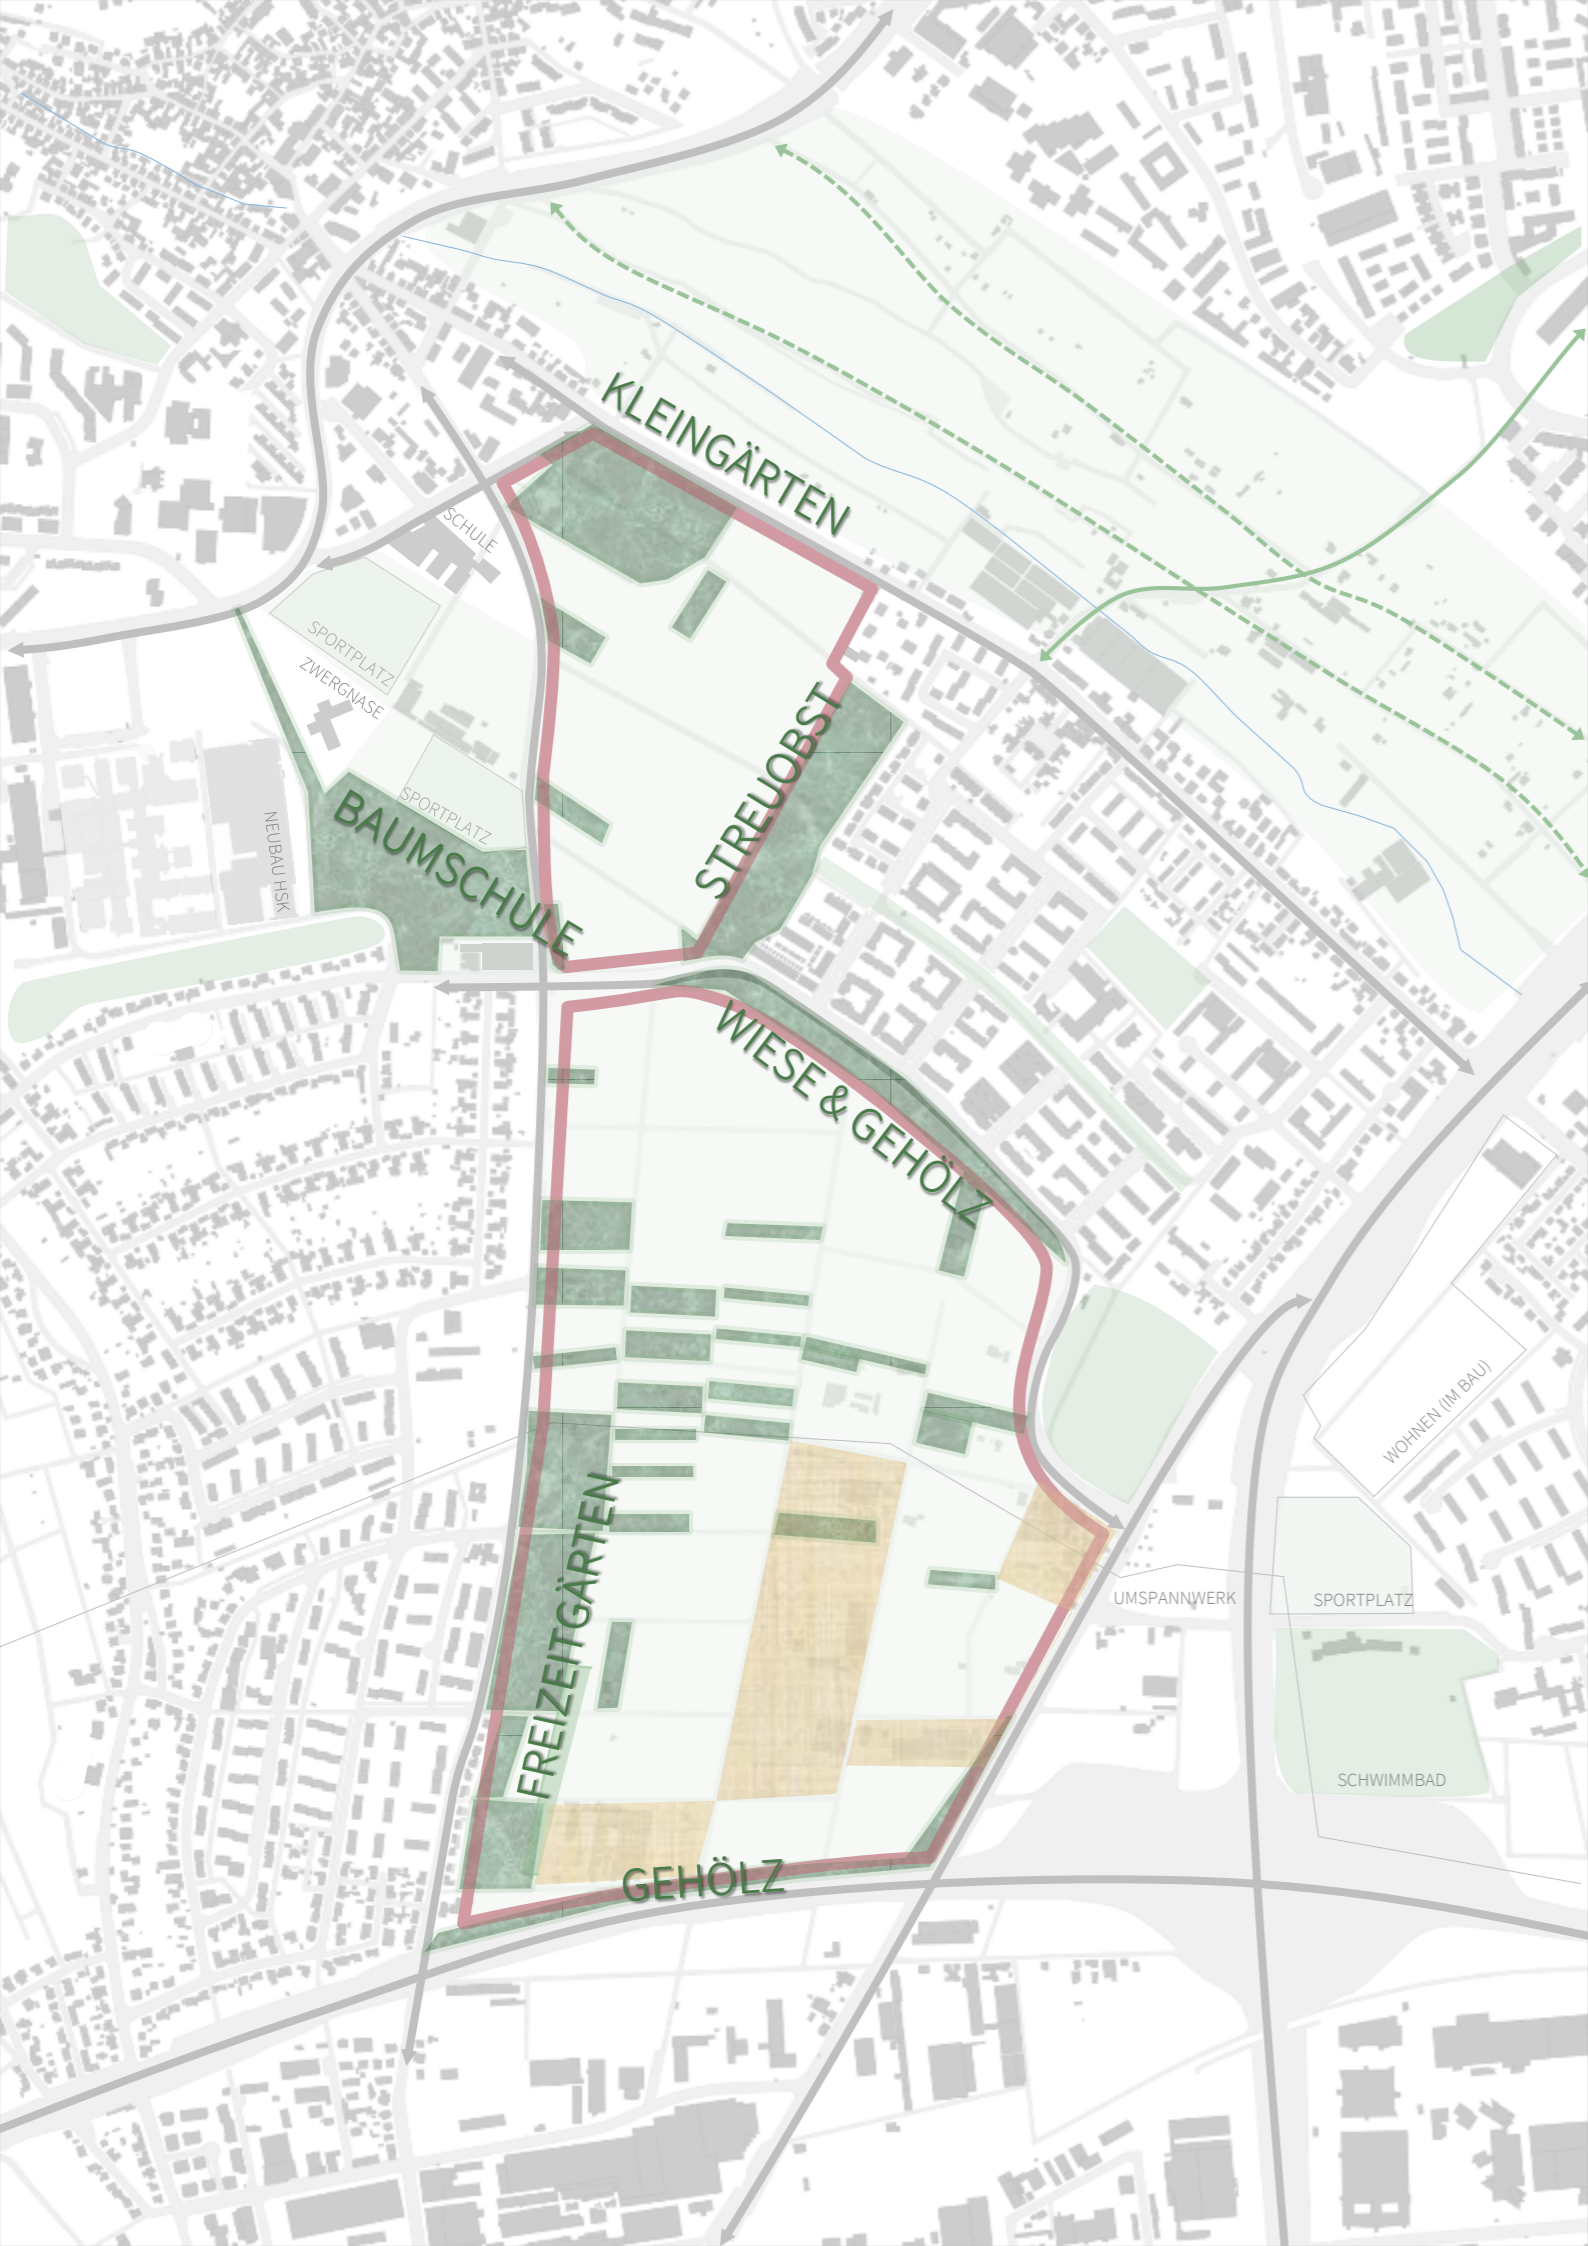 KLEINGÄRTEN
SCHULE
SPORTPLATZ
ZWERGNASE
STREUOBST
SPORTPLATZ
BAUMSCHULE
NEUBAU HSK
WIESE & GEHÖLZ
WOHNEN (IM BAU)
FREIZEITGÄRTEN
UMSPANNWERK
SPORTPLATZ
SCHWIMMBAD
GEHÖLZ